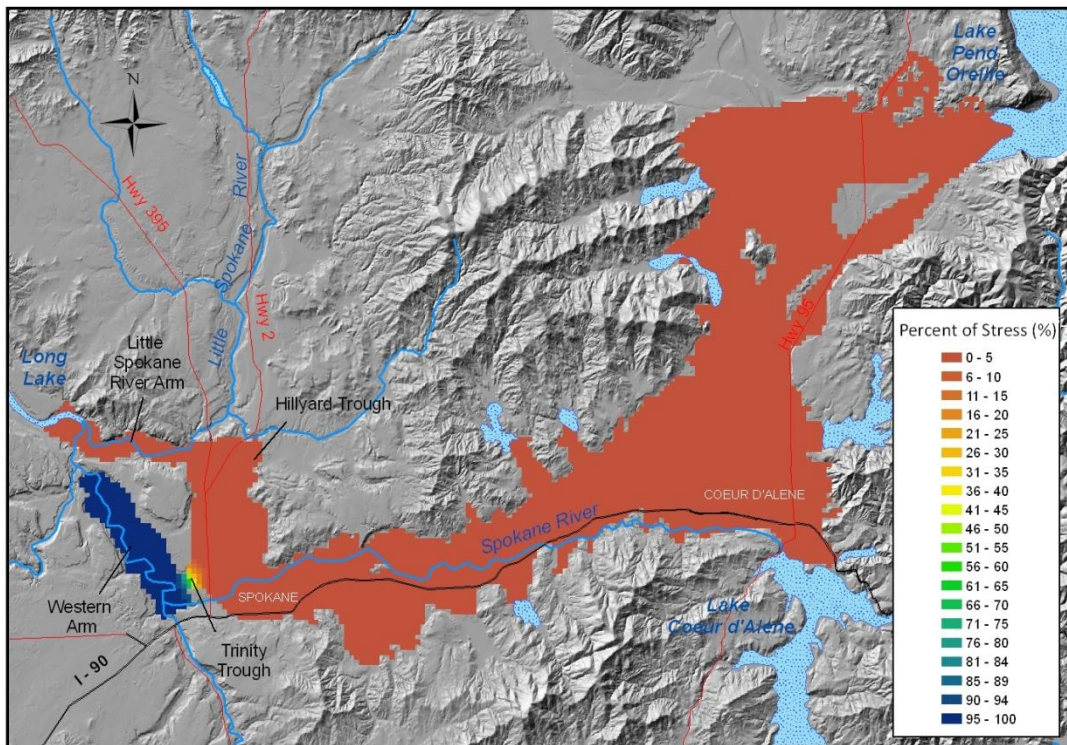 N
Lake
Pend
Oreille
Hwy 395
Spokane River
Little
Hwy 2
Hwy 95
Long
Lake
Little
Spokane
River Arm
Hillyard Trough
COEUR D'ALENE
Spokane River
SPOKANE
Western
Arm
Trinity
Trough
I - 90
Lake
Coeur d'Alene
Percent of Stress (%)
0 - 5
6 - 10
11 - 15
16 - 20
21 - 25
26 - 30
31 - 35
36 - 40
41 - 45
46 - 50
51 - 55
56 - 60
61 - 65
66 - 70
71 - 75
76 - 80
81 - 84
85 - 89
90 - 94
95 - 100